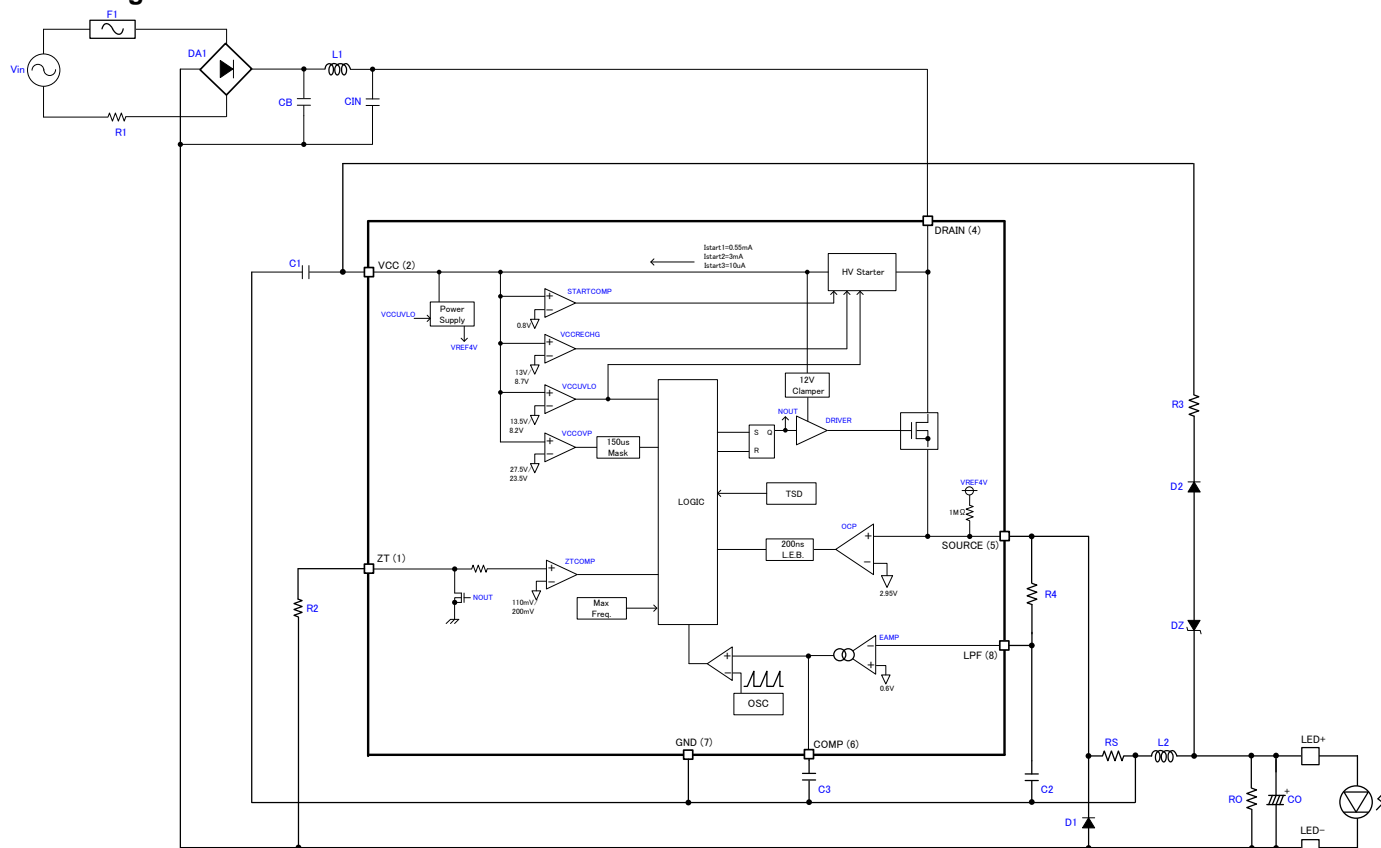 F1
Vin
DA1
L1
CB
CIN
R1
DRAIN (4)
C1
VCC (2)
Istart1=0.55mA
Istart2=3mA
Istart3=10uA
HV Starter
STARTCOMP
0.8V
Power
Supply
VCCUVLO
VREF4V
VCCRECHG
13V/
8.7V
12V
Clamper
VCCUVLO
13.5V/
8.2V
NOUT
DRIVER
S Q
R
VCCOVP
150us
Mask
27.5V/
23.5V
R3
D2
LOGIC
TSD
VREF4V
1MΩ
OCP
200ns
L.E.B.
SOURCE (5)
2.95V
ZT (1)
ZTCOMP
NOUT
110mV/
200mV
Max
Freq.
R2
R4
DZ
EAMP
LPF (8)
0.6V
OSC
GND (7)
COMP (6)
RS
L2
LED+
C3
C2
RO
+
CO
D1
LED-